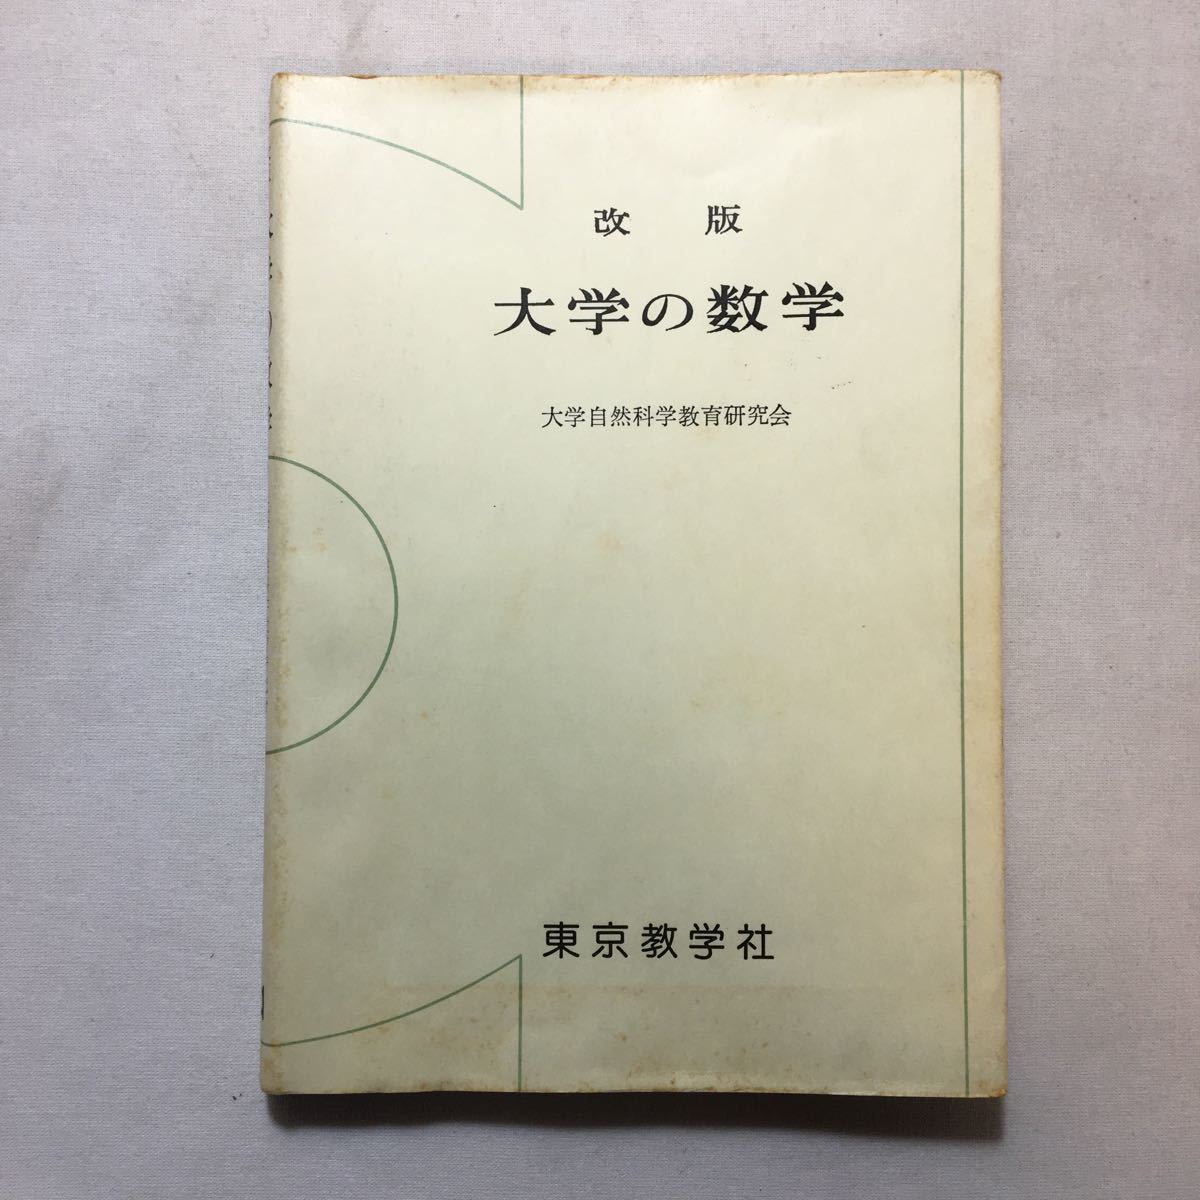 改 版
大学の数学
大学自然科学教育研究会
東京教学社